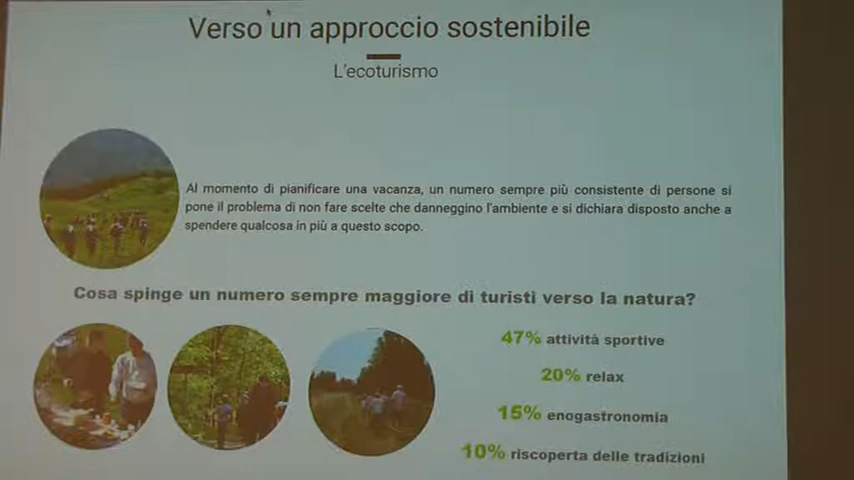 Verso un approccio sostenibile
L'ecoturismo
Al momento di pianificare una vacanza, un numero sempre più consistente di persone si
pone il problema di non fare scelte che danneggino l'ambiente e si dichiara disposto anche a
spendere qualcosa in più a questo scopo.
Cosa spinge un numero sempre maggiore di turisti verso la natura?
47% attività sportive
20% relax
15% enogastronomia
10% riscoperta delle tradizioni